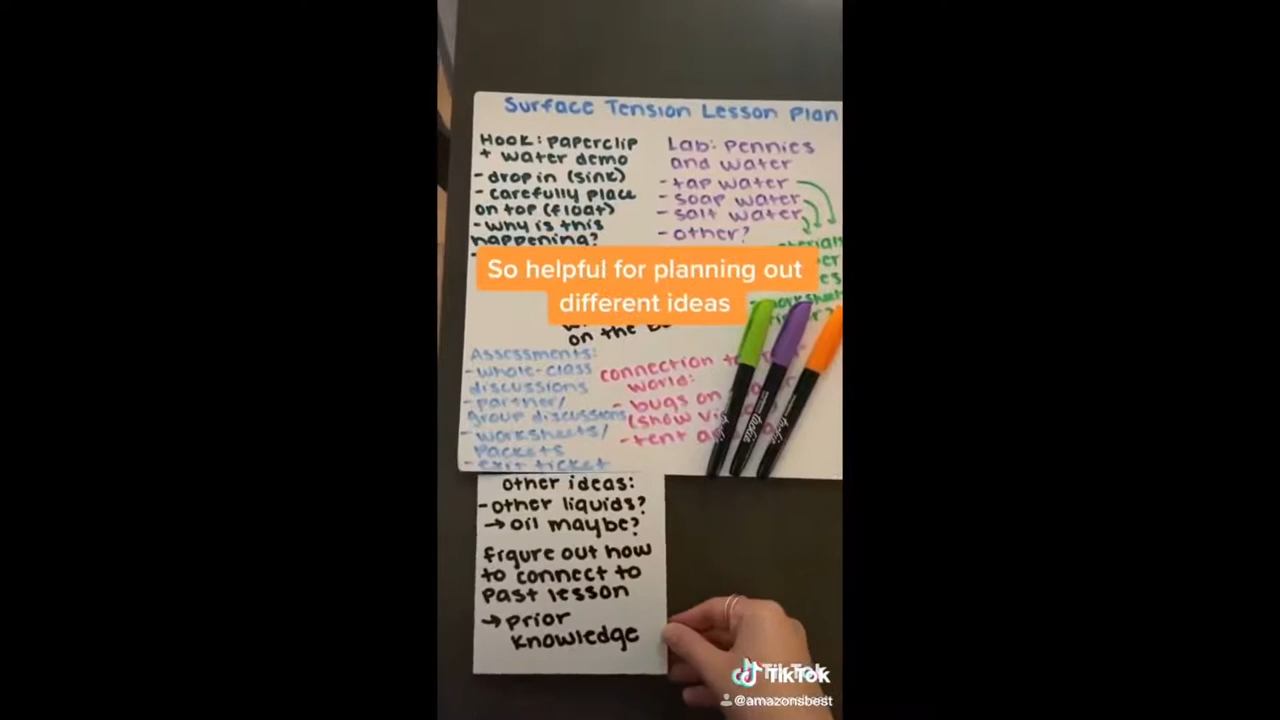 Surface Tension Lesson Plan
Hook: paperclip
+ water demo
- drop in (sink)
- carefully place
on top (float)
- why is this
happening?
Lab: Pennies
and water
- tap water
- soap water
- salt water
- other?
So helpful for planning out
different ideas
on the
Assessments:
- whole-class
discussions
- partner/
group discussions
- worksheets/
packets
- exit ticket
connection
world:
- bugs on
(show
- tent
other ideas:
- other liquids?
→ oil maybe?
figure out how
to connect to
past lesson
→ prior
knowledge
TikTok
@amazonsbest